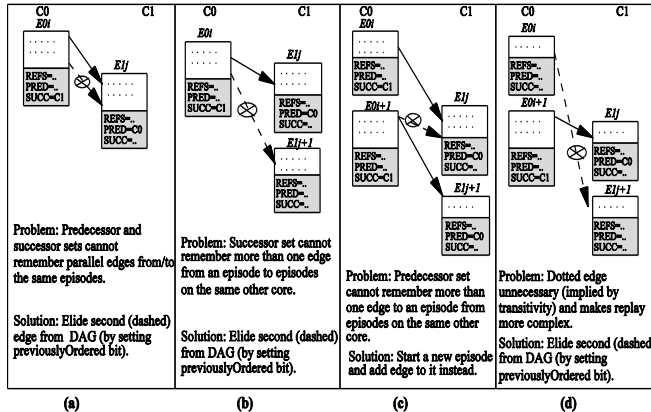 C0 C1
E0i
. . . . .
. . . . .
REFS=..
PRED=..
SUCC=C1
E1j
. . . . .
. . . . .
REFS=..
PRED=C0
SUCC=..
Problem: Predecessor and
successor sets cannot
remember parallel edges from/to
the same episodes.
Solution: Elide second (dashed)
edge from DAG (by setting
previouslyOrdered bit).
(a)
C0 C1
E0i
. . . . .
. . . . .
REFS=..
PRED=..
SUCC=C1
E1j
. . . . .
REFS=..
PRED=C0
SUCC=..
E1j+1
. . . . .
REFS=..
PRED=..
SUCC=..
Problem: Successor set cannot
remember more than one edge
from an episode to episodes
on the same other core.
Solution: Elide second (dashed)
from DAG (by setting
previouslyOrdered bit).
(b)
C0 C1
E0i
. . . . .
. . . . .
REFS=..
PRED=..
SUCC=C1
E0i+1
. . . . .
REFS=..
PRED=..
SUCC=C1
E1j
. . . . .
REFS=..
PRED=C0
SUCC=..
E1j+1
. . . . .
REFS=..
PRED=C0
SUCC=..
Problem: Predecessor set
cannot remember more than
one edge to an episode from
episodes on the same other
core.
Solution: Start a new episode
and add edge to it instead.
(c)
C0 C1
E0i
. . . . .
REFS=..
PRED=..
SUCC=..
E0i+1
. . . . .
REFS=..
PRED=..
SUCC=C1
E1j
. . . . .
REFS=..
PRED=C0
SUCC=..
E1j+1
. . . . .
REFS=..
PRED=..
SUCC=..
Problem: Dotted edge
unnecessary (implied by
transitivity) and makes replay
more complex.
Solution: Elide second (dashed)
from DAG (by setting
previouslyOrdered bit).
(d)